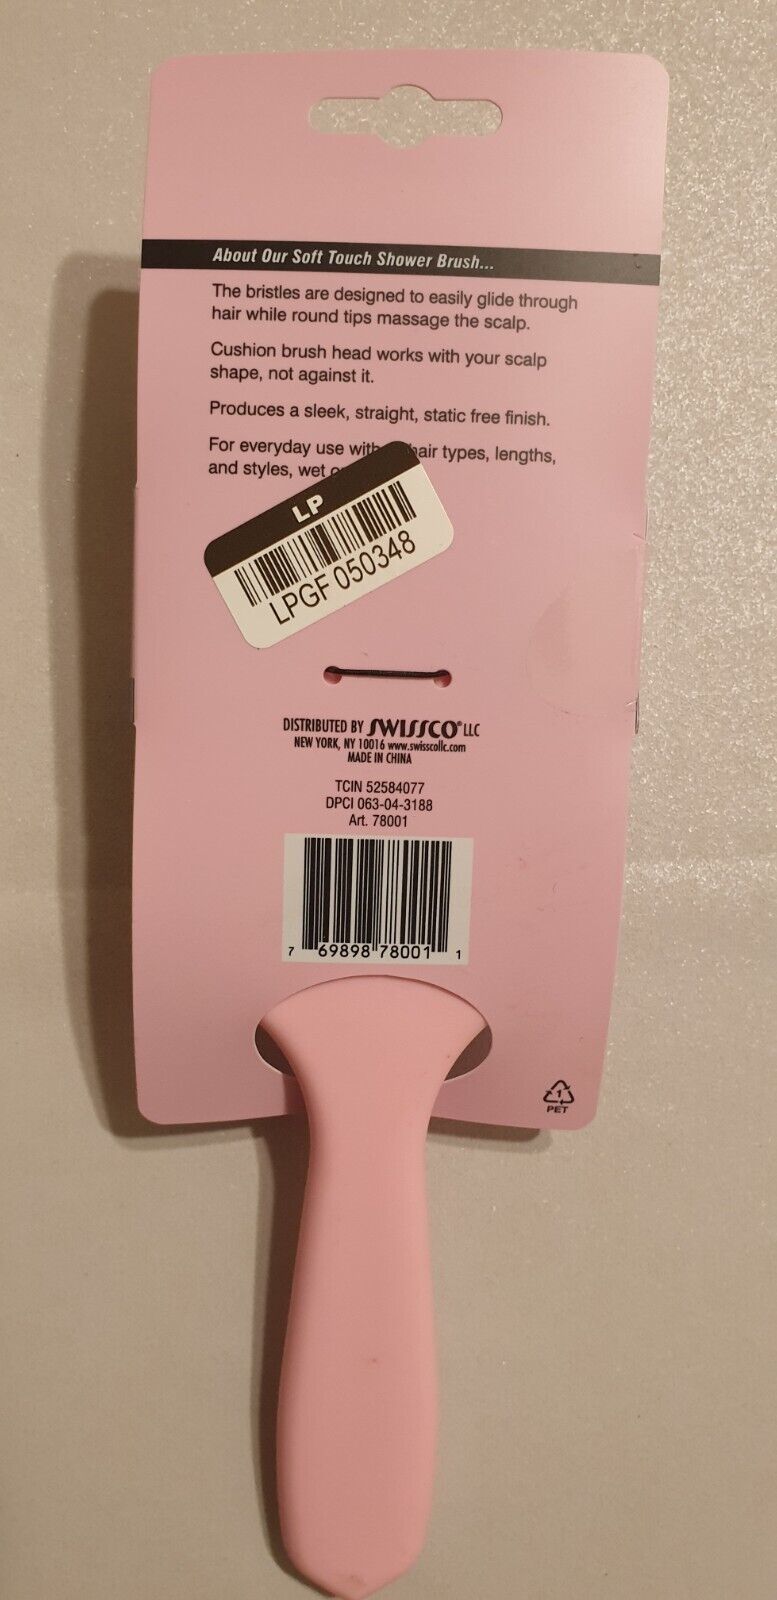 About Our Soft Touch Shower Brush...
The bristles are designed to easily glide through
hair while round tips massage the scalp.
Cushion brush head works with your scalp
shape, not against it.
Produces a sleek, straight, static free finish.
For everyday use with hair types, lengths,
and styles, wet
LP
LPGF 050348
DISTRIBUTED BY SWISSCO® LLC
NEW YORK, NY 10016 www.swisscollc.com
MADE IN CHINA
TCIN 52584077
DPCI 063-04-3188
Art. 78001
7 69898 78001 1
1
PET